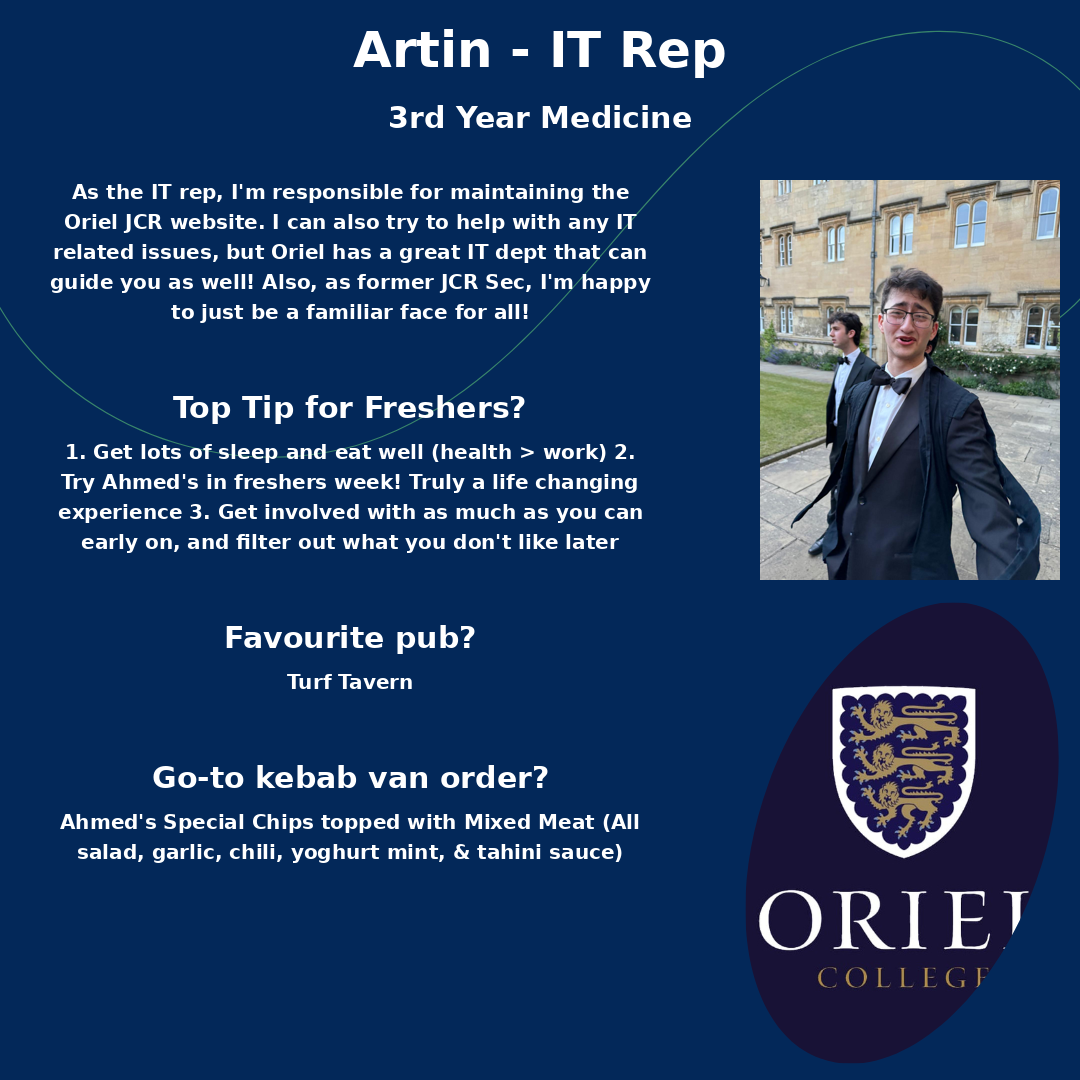 Artin - IT Rep
3rd Year Medicine
As the IT rep, I'm responsible for maintaining the
Oriel JCR website. I can also try to help with any IT
related issues, but Oriel has a great IT dept that can
guide you as well! Also, as former JCR Sec, I'm happy
to just be a familiar face for all!
Top Tip for Freshers?
1. Get lots of sleep and eat well (health > work) 2.
Try Ahmed's in freshers week! Truly a life changing
experience 3. Get involved with as much as you can
early on, and filter out what you don't like later
Favourite pub?
Turf Tavern
Go-to kebab van order?
Ahmed's Special Chips topped with Mixed Meat (All
salad, garlic, chili, yoghurt mint, & tahini sauce)
ORIEL
COLLEGE